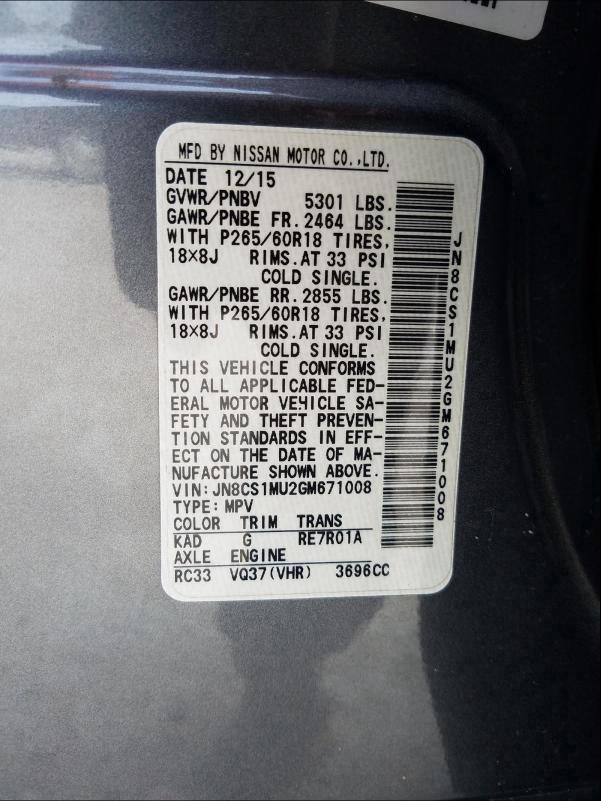 MFD BY NISSAN MOTOR CO.,LTD.
DATE 12/15
GVWR/PNBV 5301 LBS.
GAWR/PNBE FR. 2464 LBS.
WITH P265/60R18 TIRES,
18×8J RIMS.AT 33 PSI
COLD SINGLE.
GAWR/PNBE RR. 2855 LBS.
WITH P265/60R18 TIRES,
18×8J RIMS.AT 33 PSI
COLD SINGLE.
THIS VEHICLE CONFORMS
TO ALL APPLICABLE FED-
ERAL MOTOR VEHICLE SA-
FETY AND THEFT PREVEN-
TION STANDARDS IN EFF-
ECT ON THE DATE OF MA-
NUFACTURE SHOWN ABOVE.
VIN:JN8CS1MU2GM671008
TYPE: MPV
COLOR TRIM TRANS
KAD G RE7R01A
AXLE ENGINE
RC33 VQ37(VHR) 3696CC
JN8CS1MU2GM671008